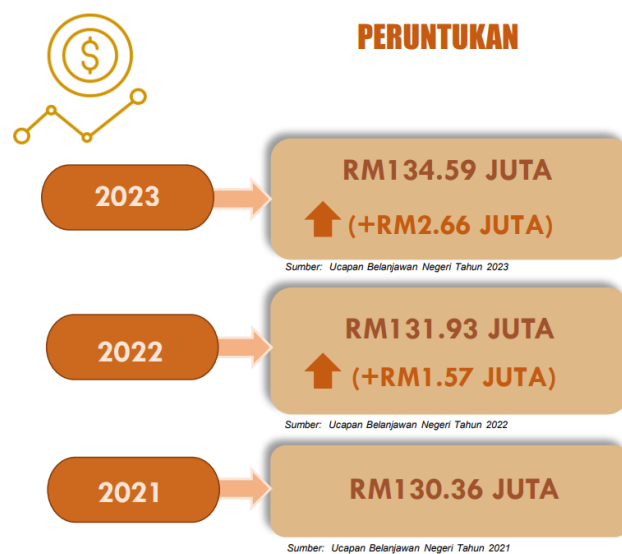 PERUNTUKAN
2023
RM134.59 JUTA
(+RM2.66 JUTA)
Sumber: Ucapan Belanjawan Negeri Tahun 2023
2022
RM131.93 JUTA
(+RM1.57 JUTA)
Sumber: Ucapan Belanjawan Negeri Tahun 2022
2021
RM130.36 JUTA
Sumber: Ucapan Belanjawan Negeri Tahun 2021